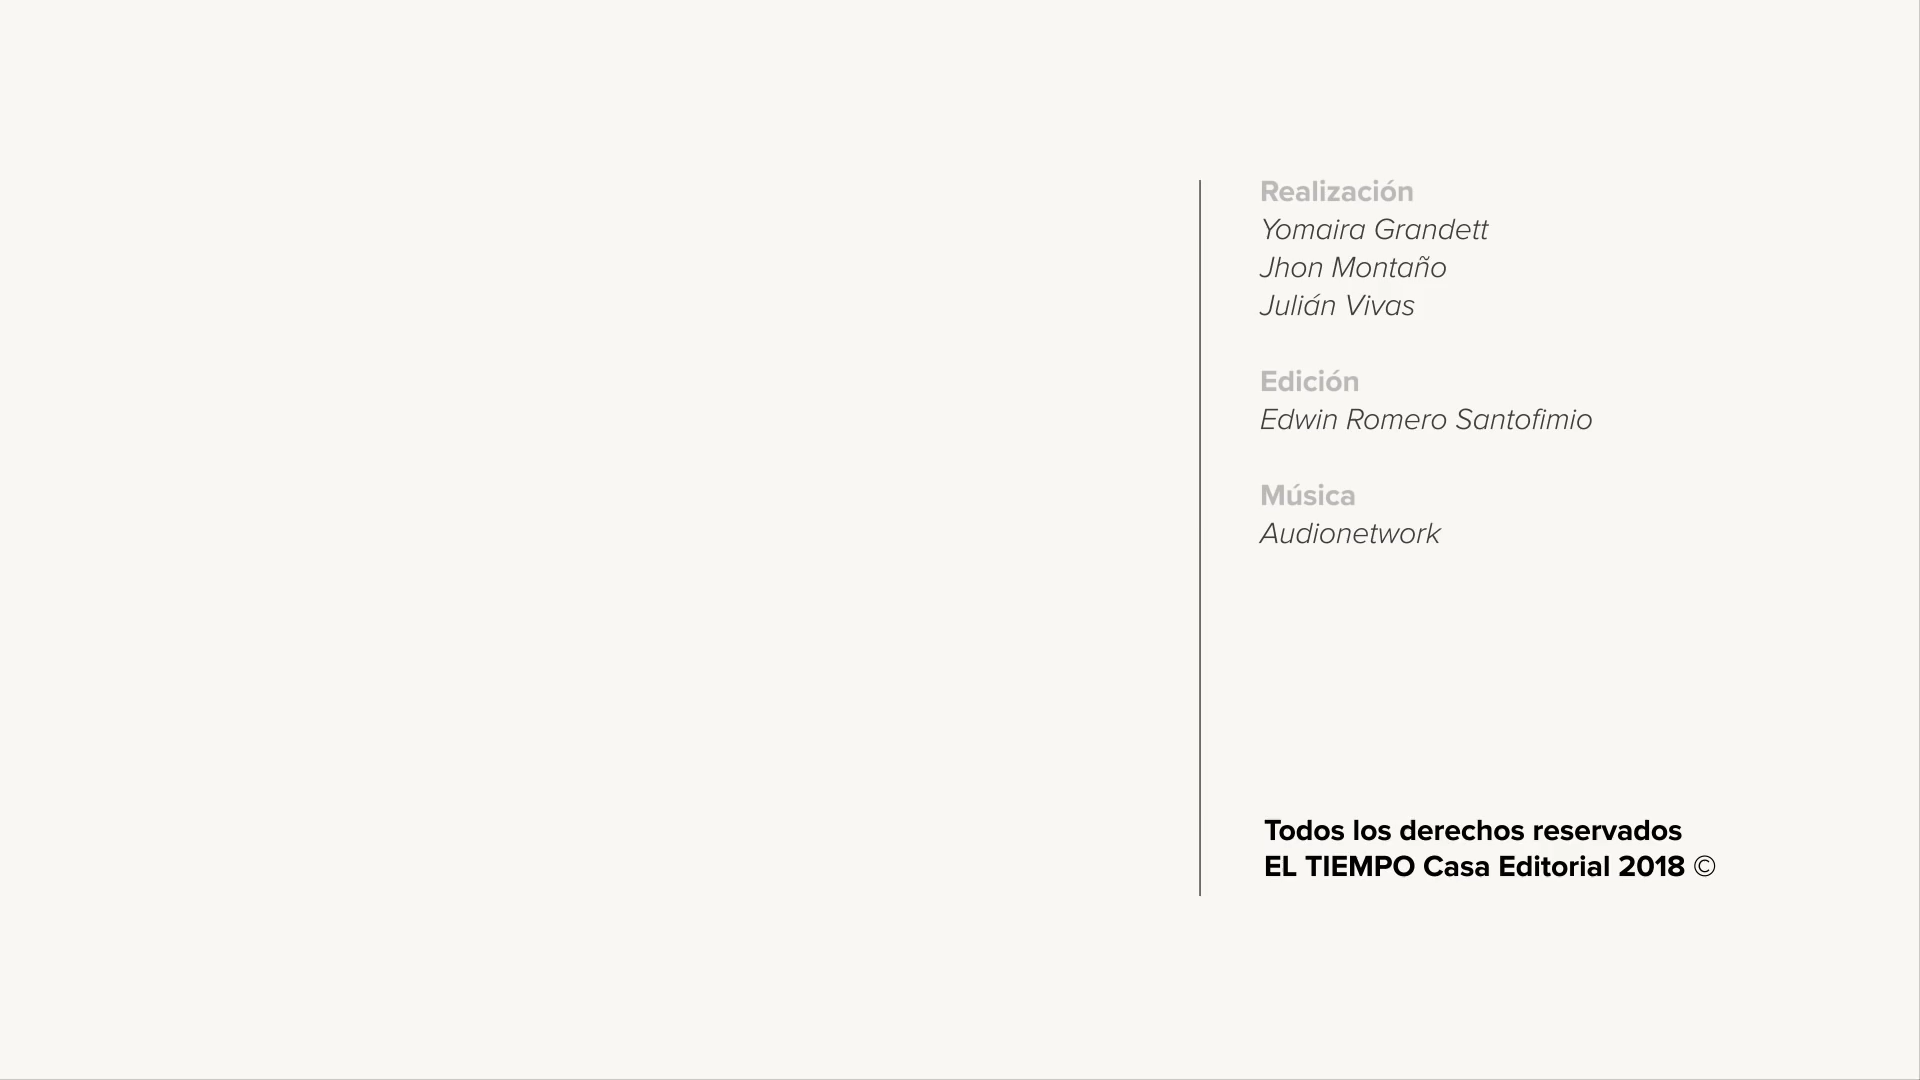 Realización
Yomaira Grandett
Jhon Montaño
Julián Vivas
Edición
Edwin Romero Santofimio
Música
Audionetwork
Todos los derechos reservados
EL TIEMPO Casa Editorial 2018 ©